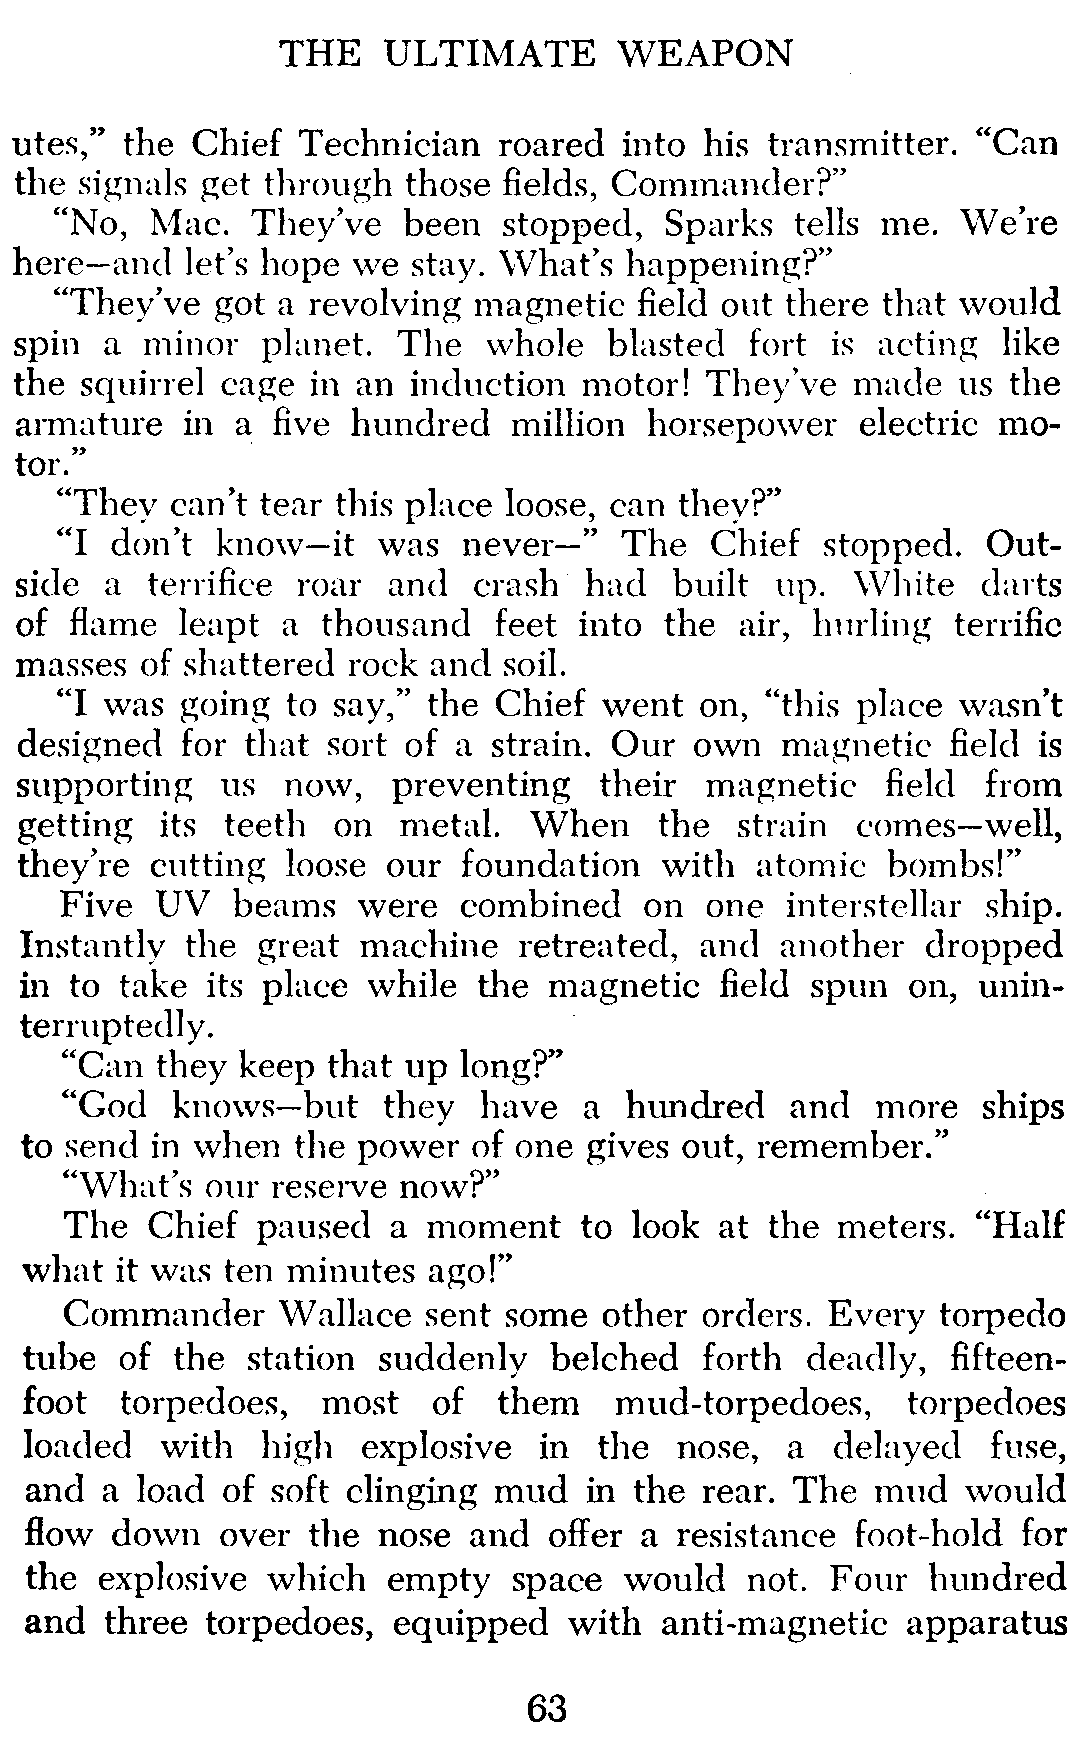 THE ULTIMATE WEAPON
utes,” the Chief Technician roared into his transmitter. “Can
the signals get through those fields, Commander?”
“No, Mac. They’ve been stopped, Sparks tells me. We’re
here—and let’s hope we stay. What’s happening?”
“They’ve got a revolving magnetic field out there that would
spin a minor planet. The whole blasted fort is acting like
the squirrel cage in an induction motor! They’ve made us the
armature in a five hundred million horsepower electric mo-
tor.”
“They can’t tear this place loose, can they?”
“I don’t know—it was never—” The Chief stopped. Out-
side a terrifice roar and crash had built up. White darts
of flame leapt a thousand feet into the air, hurling terrific
masses of shattered rock and soil.
“I was going to say,” the Chief went on, “this place wasn’t
designed for that sort of a strain. Our own magnetic field is
supporting us now, preventing their magnetic field from
getting its teeth on metal. When the strain comes—well,
they’re cutting loose our foundation with atomic bombs!”
Five UV beams were combined on one interstellar ship.
Instantly the great machine retreated, and another dropped
in to take its place while the magnetic field spun on, unin-
terruptedly.
“Can they keep that up long?”
“God knows—but they have a hundred and more ships
to send in when the power of one gives out, remember.”
“What’s our reserve now?”
The Chief paused a moment to look at the meters. “Half
what it was ten minutes ago!”
Commander Wallace sent some other orders. Every torpedo
tube of the station suddenly belched forth deadly, fifteen-
foot torpedoes, most of them mud-torpedoes, torpedoes
loaded with high explosive in the nose, a delayed fuse,
and a load of soft clinging mud in the rear. The mud would
flow down over the nose and offer a resistance foot-hold for
the explosive which empty space would not. Four hundred
and three torpedoes, equipped with anti-magnetic apparatus
63